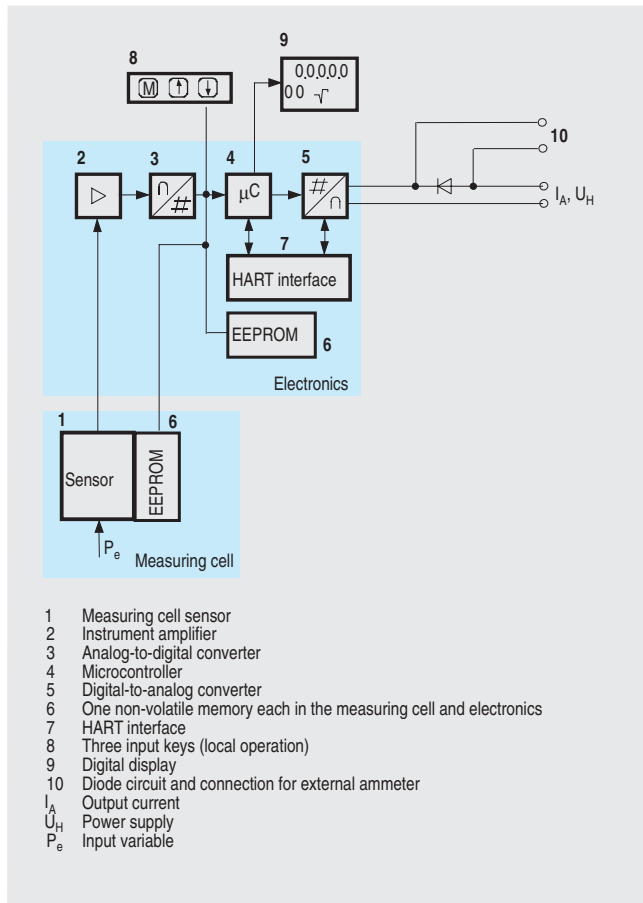 9
8
0.0.0.0.0
M ↑ ↓
0 0 √
10
2
3
4
5
∩
#
µC
#
∩
I_A, U_H
7
HART interface
EEPROM
6
Electronics
1
6
Sensor
EEPROM
P_e
Measuring cell
1 Measuring cell sensor
2 Instrument amplifier
3 Analog-to-digital converter
4 Microcontroller
5 Digital-to-analog converter
6 One non-volatile memory each in the measuring cell and electronics
7 HART interface
8 Three input keys (local operation)
9 Digital display
10 Diode circuit and connection for external ammeter
I_A Output current
U_H Power supply
P_e Input variable